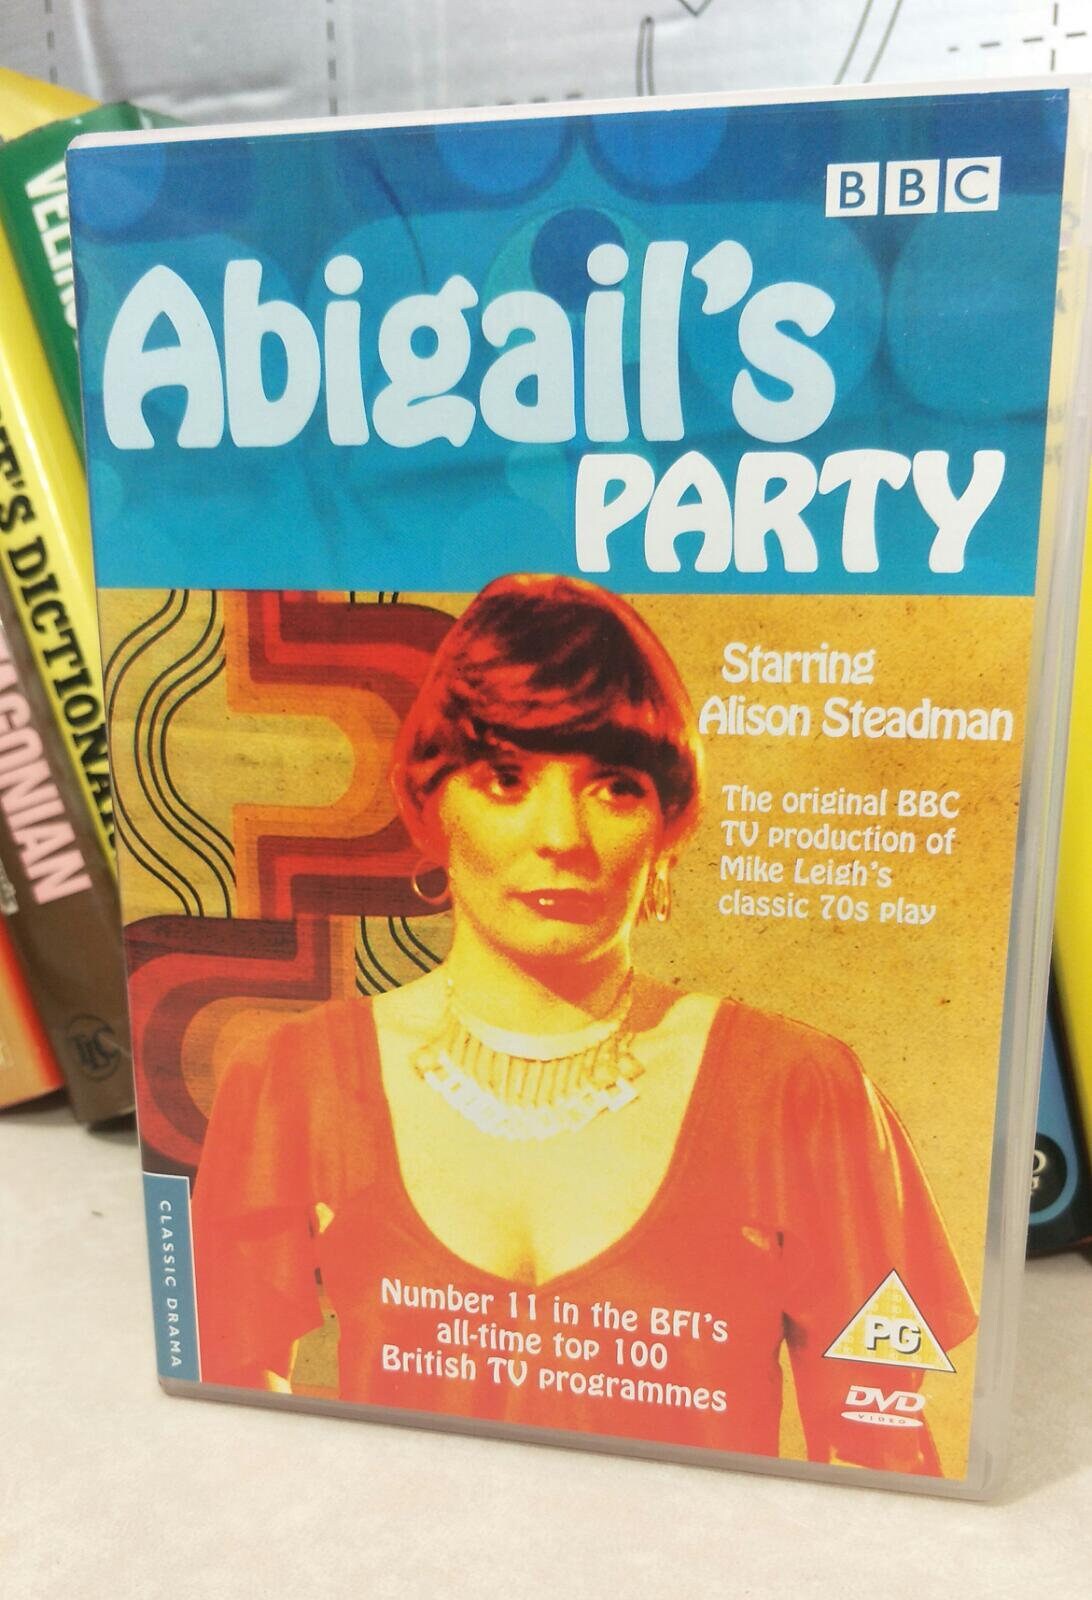 BBC
Abigail's
PARTY
Starring
Alison Steadman
The original BBC
TV production of
Mike Leigh's
classic 70s play
CLASSIC DRAMA
Number 11 in the BFI's
all-time top 100
British TV programmes
PG
DVD
VIDEO
DICTIONARY